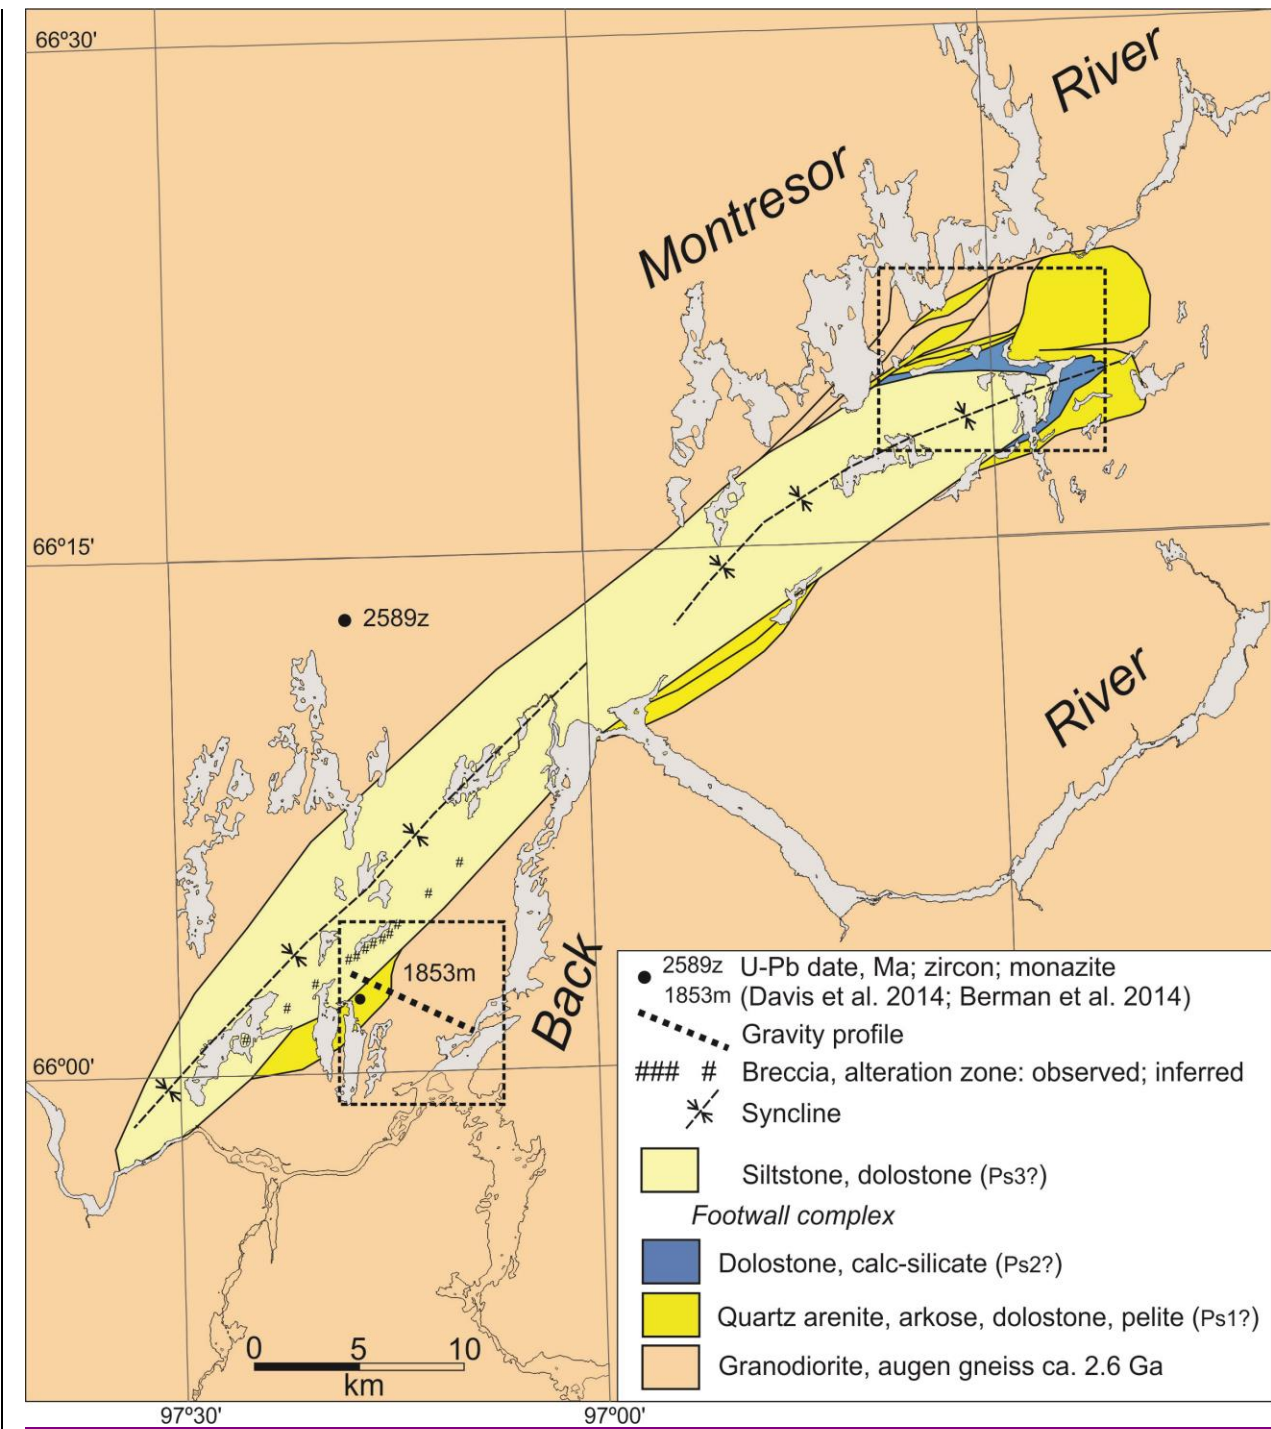 66º30'
River
Montresor
66º15'
2589z
River
1853m
Back
66º00'
2589z U-Pb date, Ma; zircon; monazite
1853m (Davis et al. 2014; Berman et al. 2014)
Gravity profile
### # Breccia, alteration zone: observed; inferred
Syncline
Siltstone, dolostone (Ps3?)
Footwall complex
Dolostone, calc-silicate (Ps2?)
Quartz arenite, arkose, dolostone, pelite (Ps1?)
Granodiorite, augen gneiss ca. 2.6 Ga
0 5 10
km
97º30' 97º00'